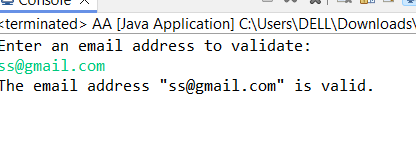 Console
<terminated> AA [Java Application] C:\Users\DELL\Downloads\
Enter an email address to validate:
ss@gmail.com
The email address "ss@gmail.com" is valid.